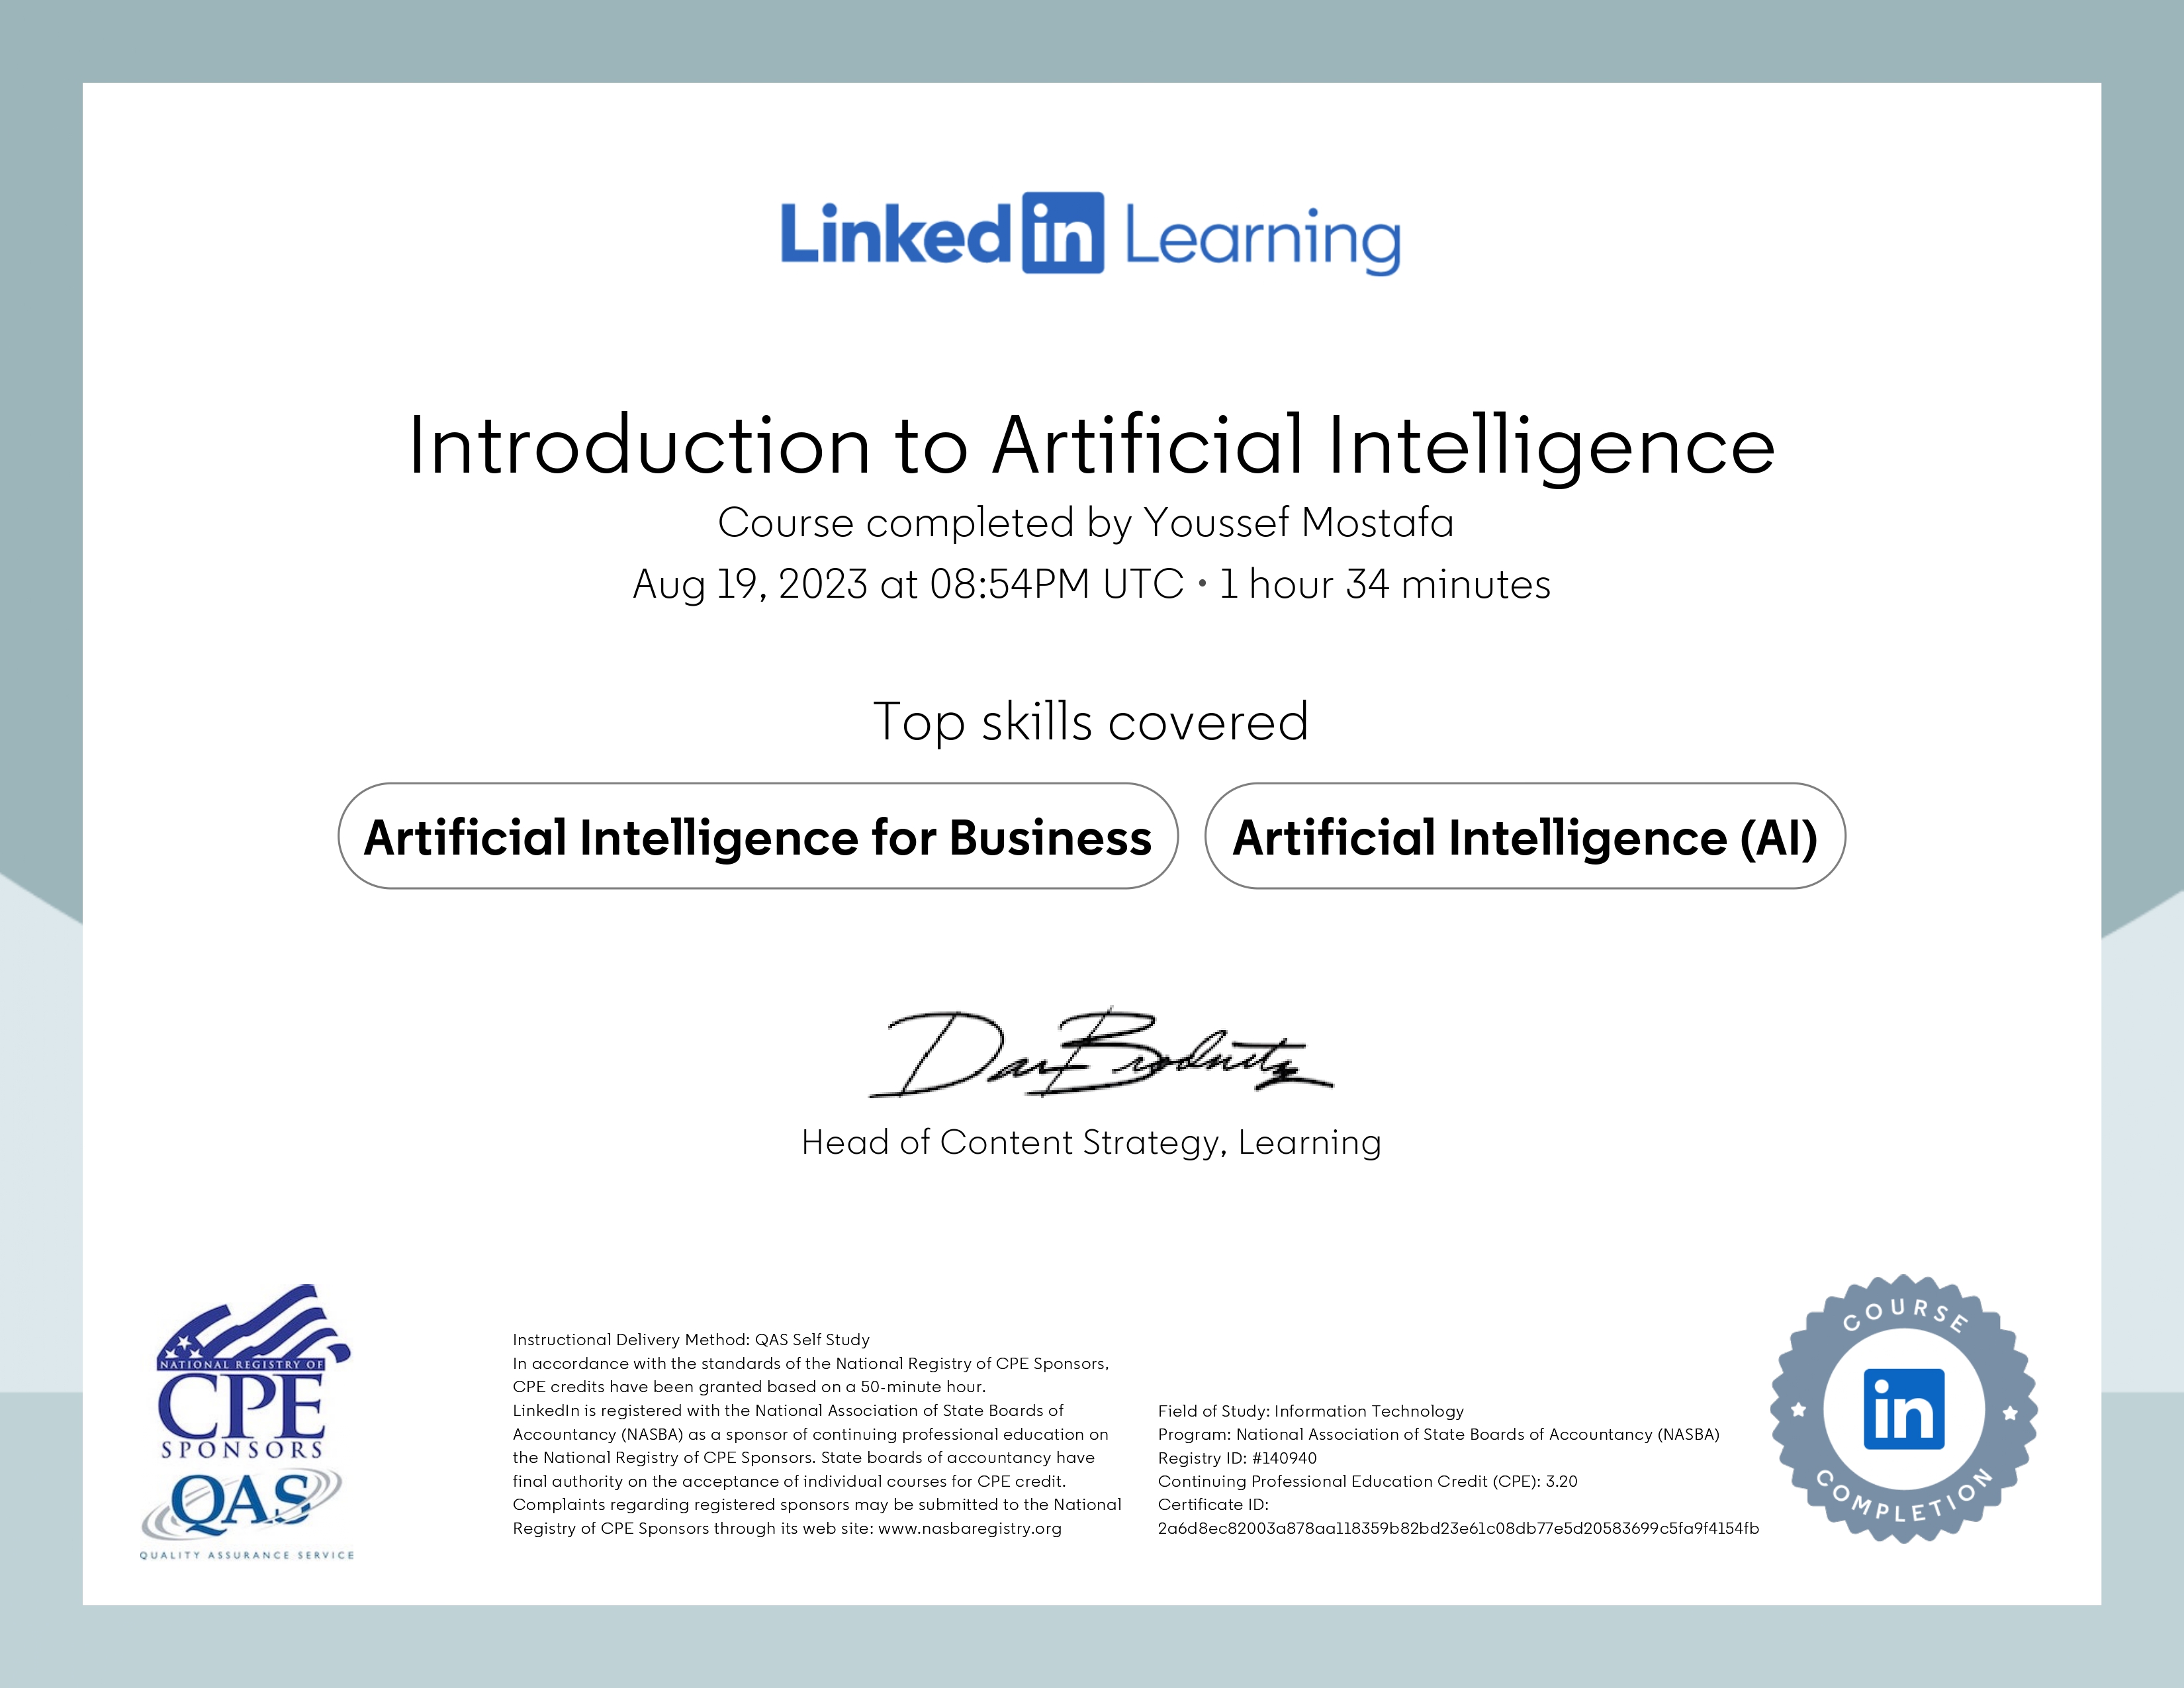 Linked in Learning
Introduction to Artificial Intelligence
Course completed by Youssef Mostafa
Aug 19, 2023 at 08:54PM UTC • 1 hour 34 minutes
Top skills covered
Artificial Intelligence for Business
Artificial Intelligence (AI)
Dan Brodnitz
Head of Content Strategy, Learning
NATIONAL REGISTRY OF
CPE
SPONSORS
QAS
QUALITY ASSURANCE SERVICE
Instructional Delivery Method: QAS Self Study
In accordance with the standards of the National Registry of CPE Sponsors,
CPE credits have been granted based on a 50-minute hour.
LinkedIn is registered with the National Association of State Boards of
Accountancy (NASBA) as a sponsor of continuing professional education on
the National Registry of CPE Sponsors. State boards of accountancy have
final authority on the acceptance of individual courses for CPE credit.
Complaints regarding registered sponsors may be submitted to the National
Registry of CPE Sponsors through its web site: www.nasbaregistry.org
Field of Study: Information Technology
Program: National Association of State Boards of Accountancy (NASBA)
Registry ID: #140940
Continuing Professional Education Credit (CPE): 3.20
Certificate ID:
2a6d8ec82003a878aa118359b82bd23e61c08db77e5d20583699c5fa9f4154fb
COURSE
in
COMPLETION